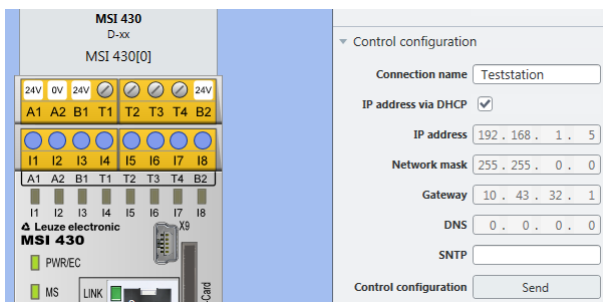 MSI 430
D-xx
MSI 430[0]
24V 0V 24V 24V
A1 A2 B1 T1 T2 T3 T4 B2
I1 I2 I3 I4 I5 I6 I7 I8
A1 A2 B1 T1 T2 T3 T4 B2
I1 I2 I3 I4 I5 I6 I7 I8
Leuze electronic
X9
MSI 430
PWR/EC
MS
LINK
-Card
Control configuration
Connection name Teststation
IP address via DHCP
IP address 192 . 168 . 1 . 5
Network mask 255 . 255 . 0 . 0
Gateway 10 . 43 . 32 . 1
DNS 0 . 0 . 0 . 0
SNTP
Control configuration Send